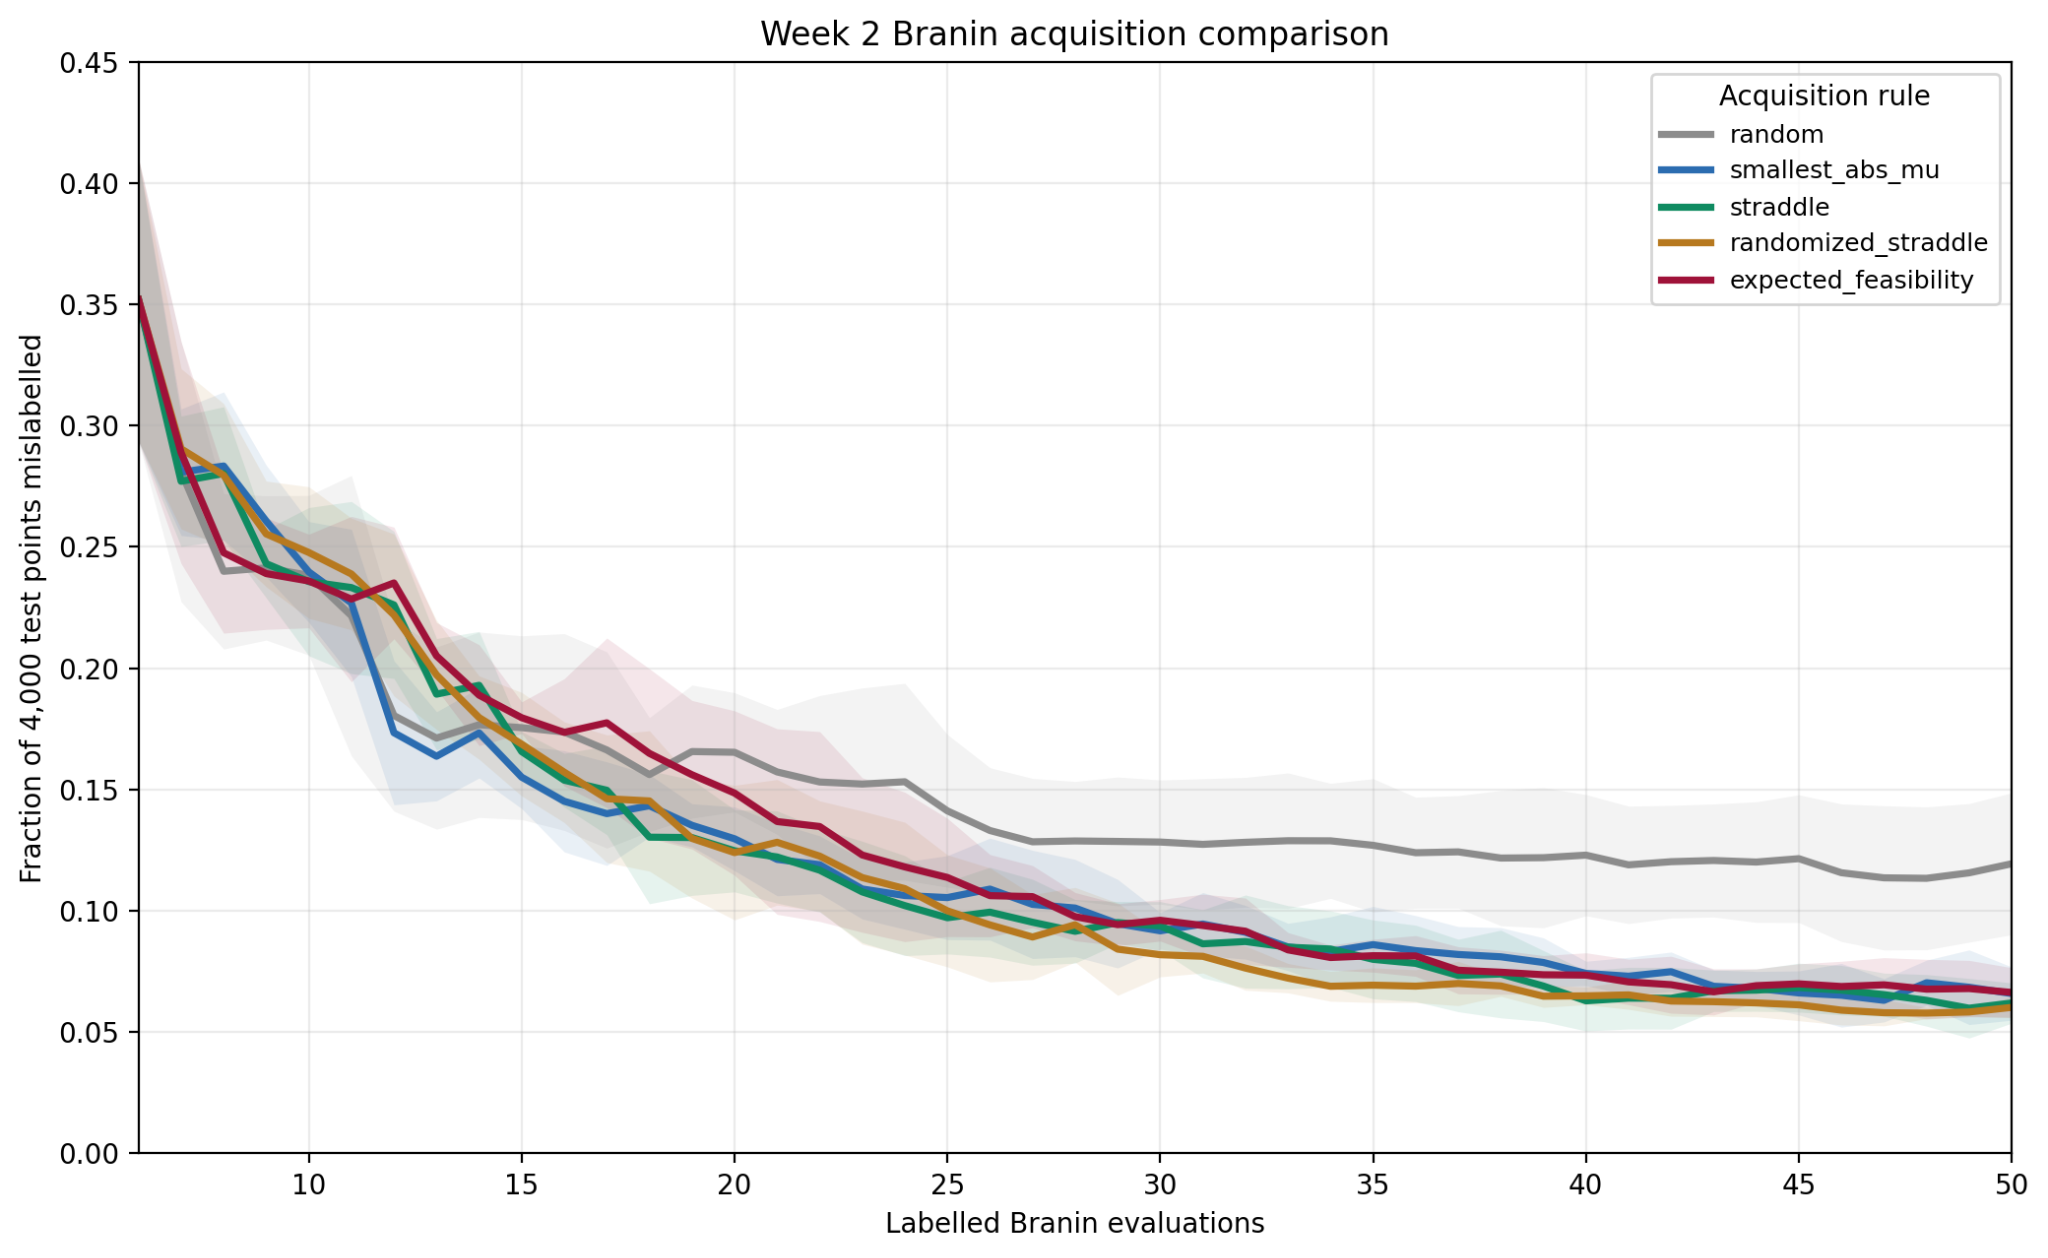 Week 2 Branin acquisition comparison
Fraction of 4,000 test points mislabelled
0.45
0.40
0.35
0.30
0.25
0.20
0.15
0.10
0.05
0.00
Acquisition rule
random
smallest_abs_mu
straddle
randomized_straddle
expected_feasibility
10 15 20 25 30 35 40 45 50
Labelled Branin evaluations